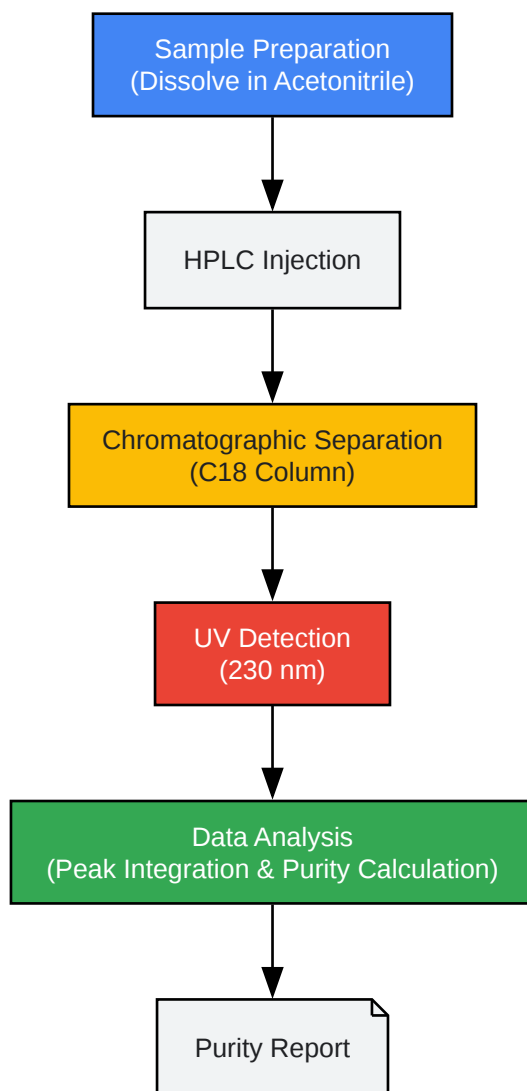 Sample Preparation
(Dissolve in Acetonitrile)
HPLC Injection
Chromatographic Separation
(C18 Column)
UV Detection
(230 nm)
Data Analysis
(Peak Integration & Purity Calculation)
Purity Report